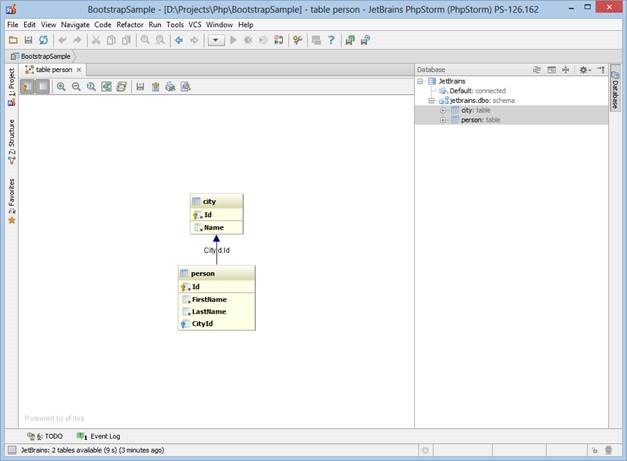 BootstrapSample - [D:\Projects\Php\BootstrapSample] - table person - JetBrains PhpStorm (PhpStorm) PS-126.162
File Edit View Navigate Code Refactor Run Tools VCS Window Help
BootstrapSample
1: Project
2: Structure
2: Favorites
table person
Database
JetBrains
Default: connected
jetbrains.dbo: schema
city: table
person: table
Database
city
Id
Name
CityId:Id
person
Id
FirstName
LastName
CityId
Powered by yFiles
6: TODO
Event Log
JetBrains: 2 tables available (9 s) (3 minutes ago)